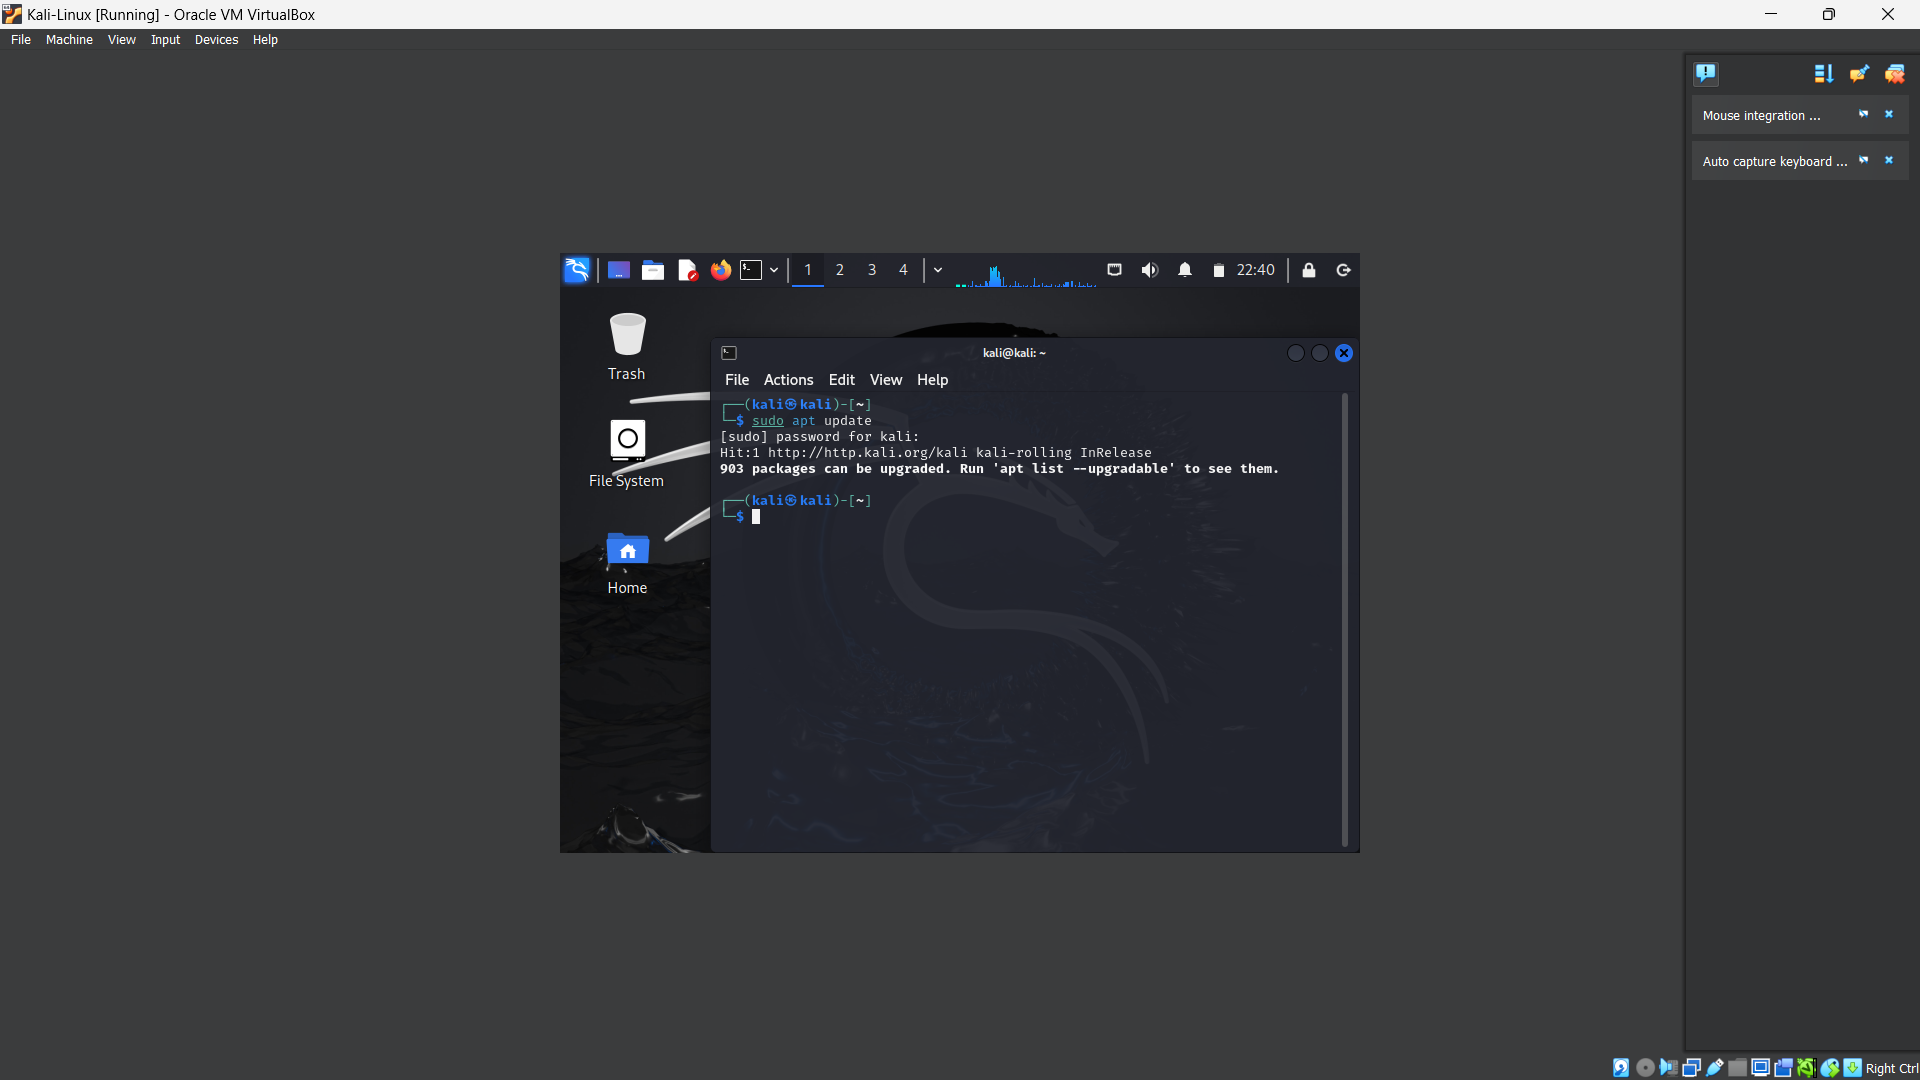 Kali-Linux [Running] - Oracle VM VirtualBox
File Machine View Input Devices Help
Mouse integration ...
Auto capture keyboard ...
1 2 3 4 22:40
Trash
File System
Home
kali@kali: ~
File Actions Edit View Help
┌──(kali㉿kali)-[~]
└─$ sudo apt update
[sudo] password for kali:
Hit:1 http://http.kali.org/kali kali-rolling InRelease
903 packages can be upgraded. Run 'apt list --upgradable' to see them.
┌──(kali㉿kali)-[~]
└─$
Right Ctrl